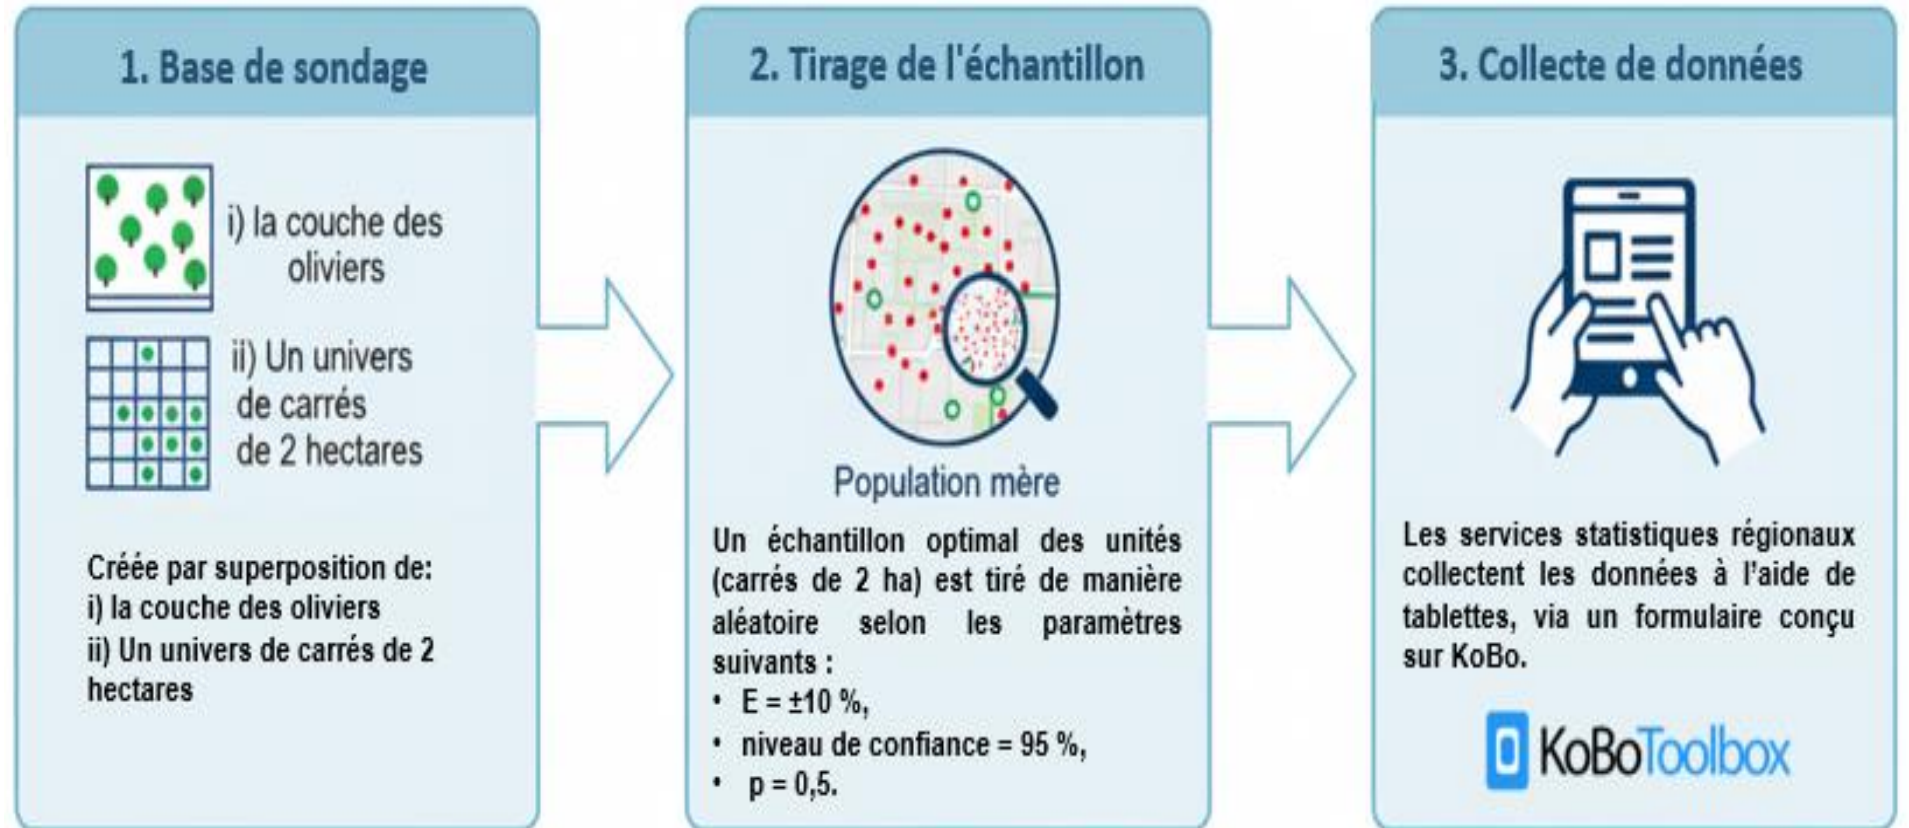 1. Base de sondage
i) la couche des
oliviers
ii) Un univers
de carrés
de 2 hectares
Créée par superposition de:
i) la couche des oliviers
ii) Un univers de carrés de 2
hectares
2. Tirage de l'échantillon
Population mère
Un échantillon optimal des unités
(carrés de 2 ha) est tiré de manière
aléatoire selon les paramètres
suivants :
• E = ±10 %,
• niveau de confiance = 95 %,
• p = 0,5.
3. Collecte de données
Les services statistiques régionaux
collectent les données à l'aide de
tablettes, via un formulaire conçu
sur KoBo.
KoBoToolbox